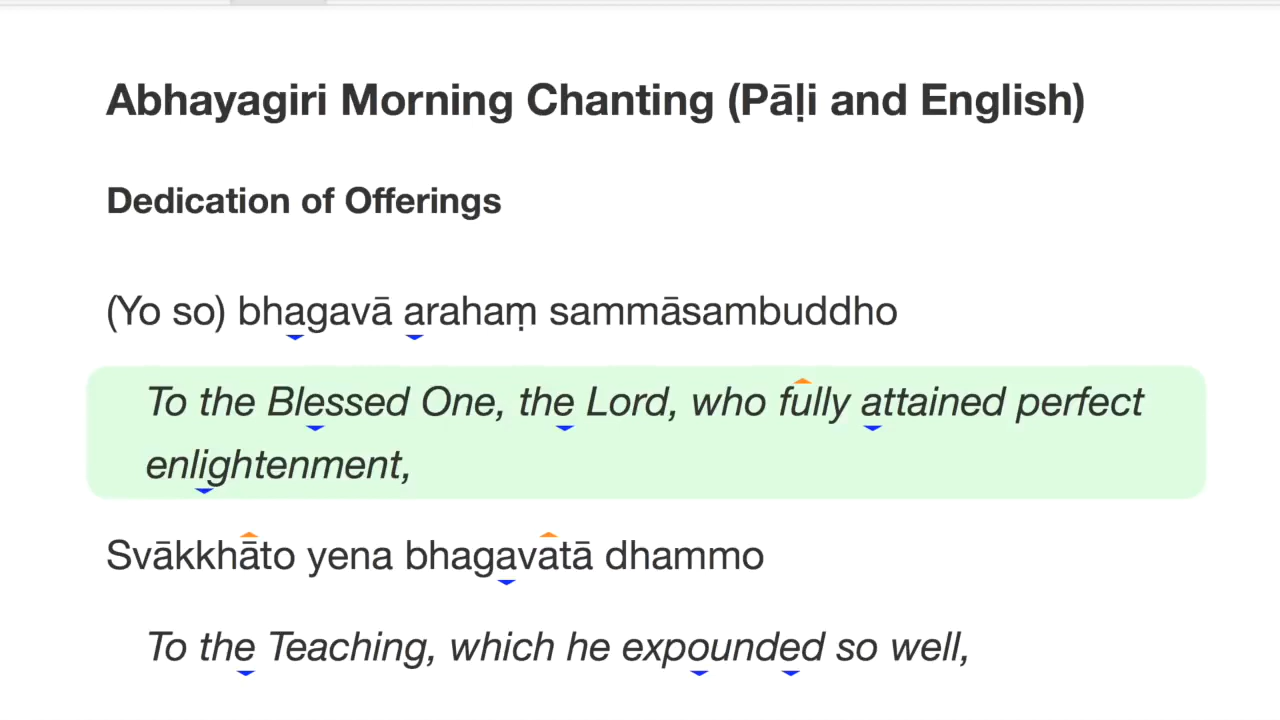 Abhayagiri Morning Chanting (Pāḷi and English)
Dedication of Offerings
(Yo so) bhagavā arahaṃ sammāsambuddho
To the Blessed One, the Lord, who fully attained perfect
enlightenment,
Svākkhāto yena bhagavatā dhammo
To the Teaching, which he expounded so well,